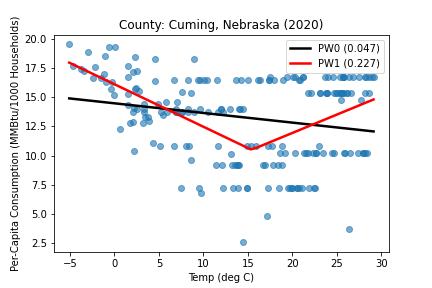 County: Cuming, Nebraska (2020)
Per-Capita Consumption (MMBtu/1000 Households)
20.0
17.5
15.0
12.5
10.0
7.5
5.0
2.5
PW0 (0.047)
PW1 (0.227)
−5 0 5 10 15 20 25 30
Temp (deg C)